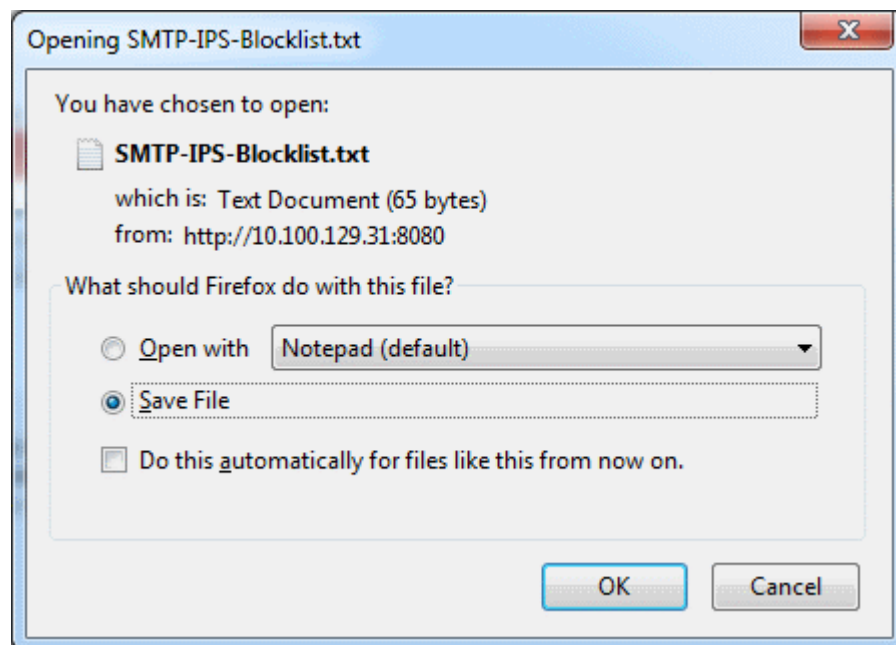 Opening SMTP-IPS-Blocklist.txt
You have chosen to open:
SMTP-IPS-Blocklist.txt
which is: Text Document (65 bytes)
from: http://10.100.129.31:8080
What should Firefox do with this file?
Open with Notepad (default)
Save File
Do this automatically for files like this from now on.
OK Cancel